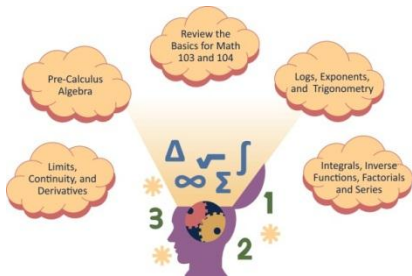 Review the
Basics for Math
103 and 104
Pre-Calculus
Algebra
Logs, Exponents,
and Trigonometry
Limits,
Continuity, and
Derivatives
Integrals, Inverse
Functions, Factorials
and Series
Δ √ ∫
∞ Σ
3
1
2